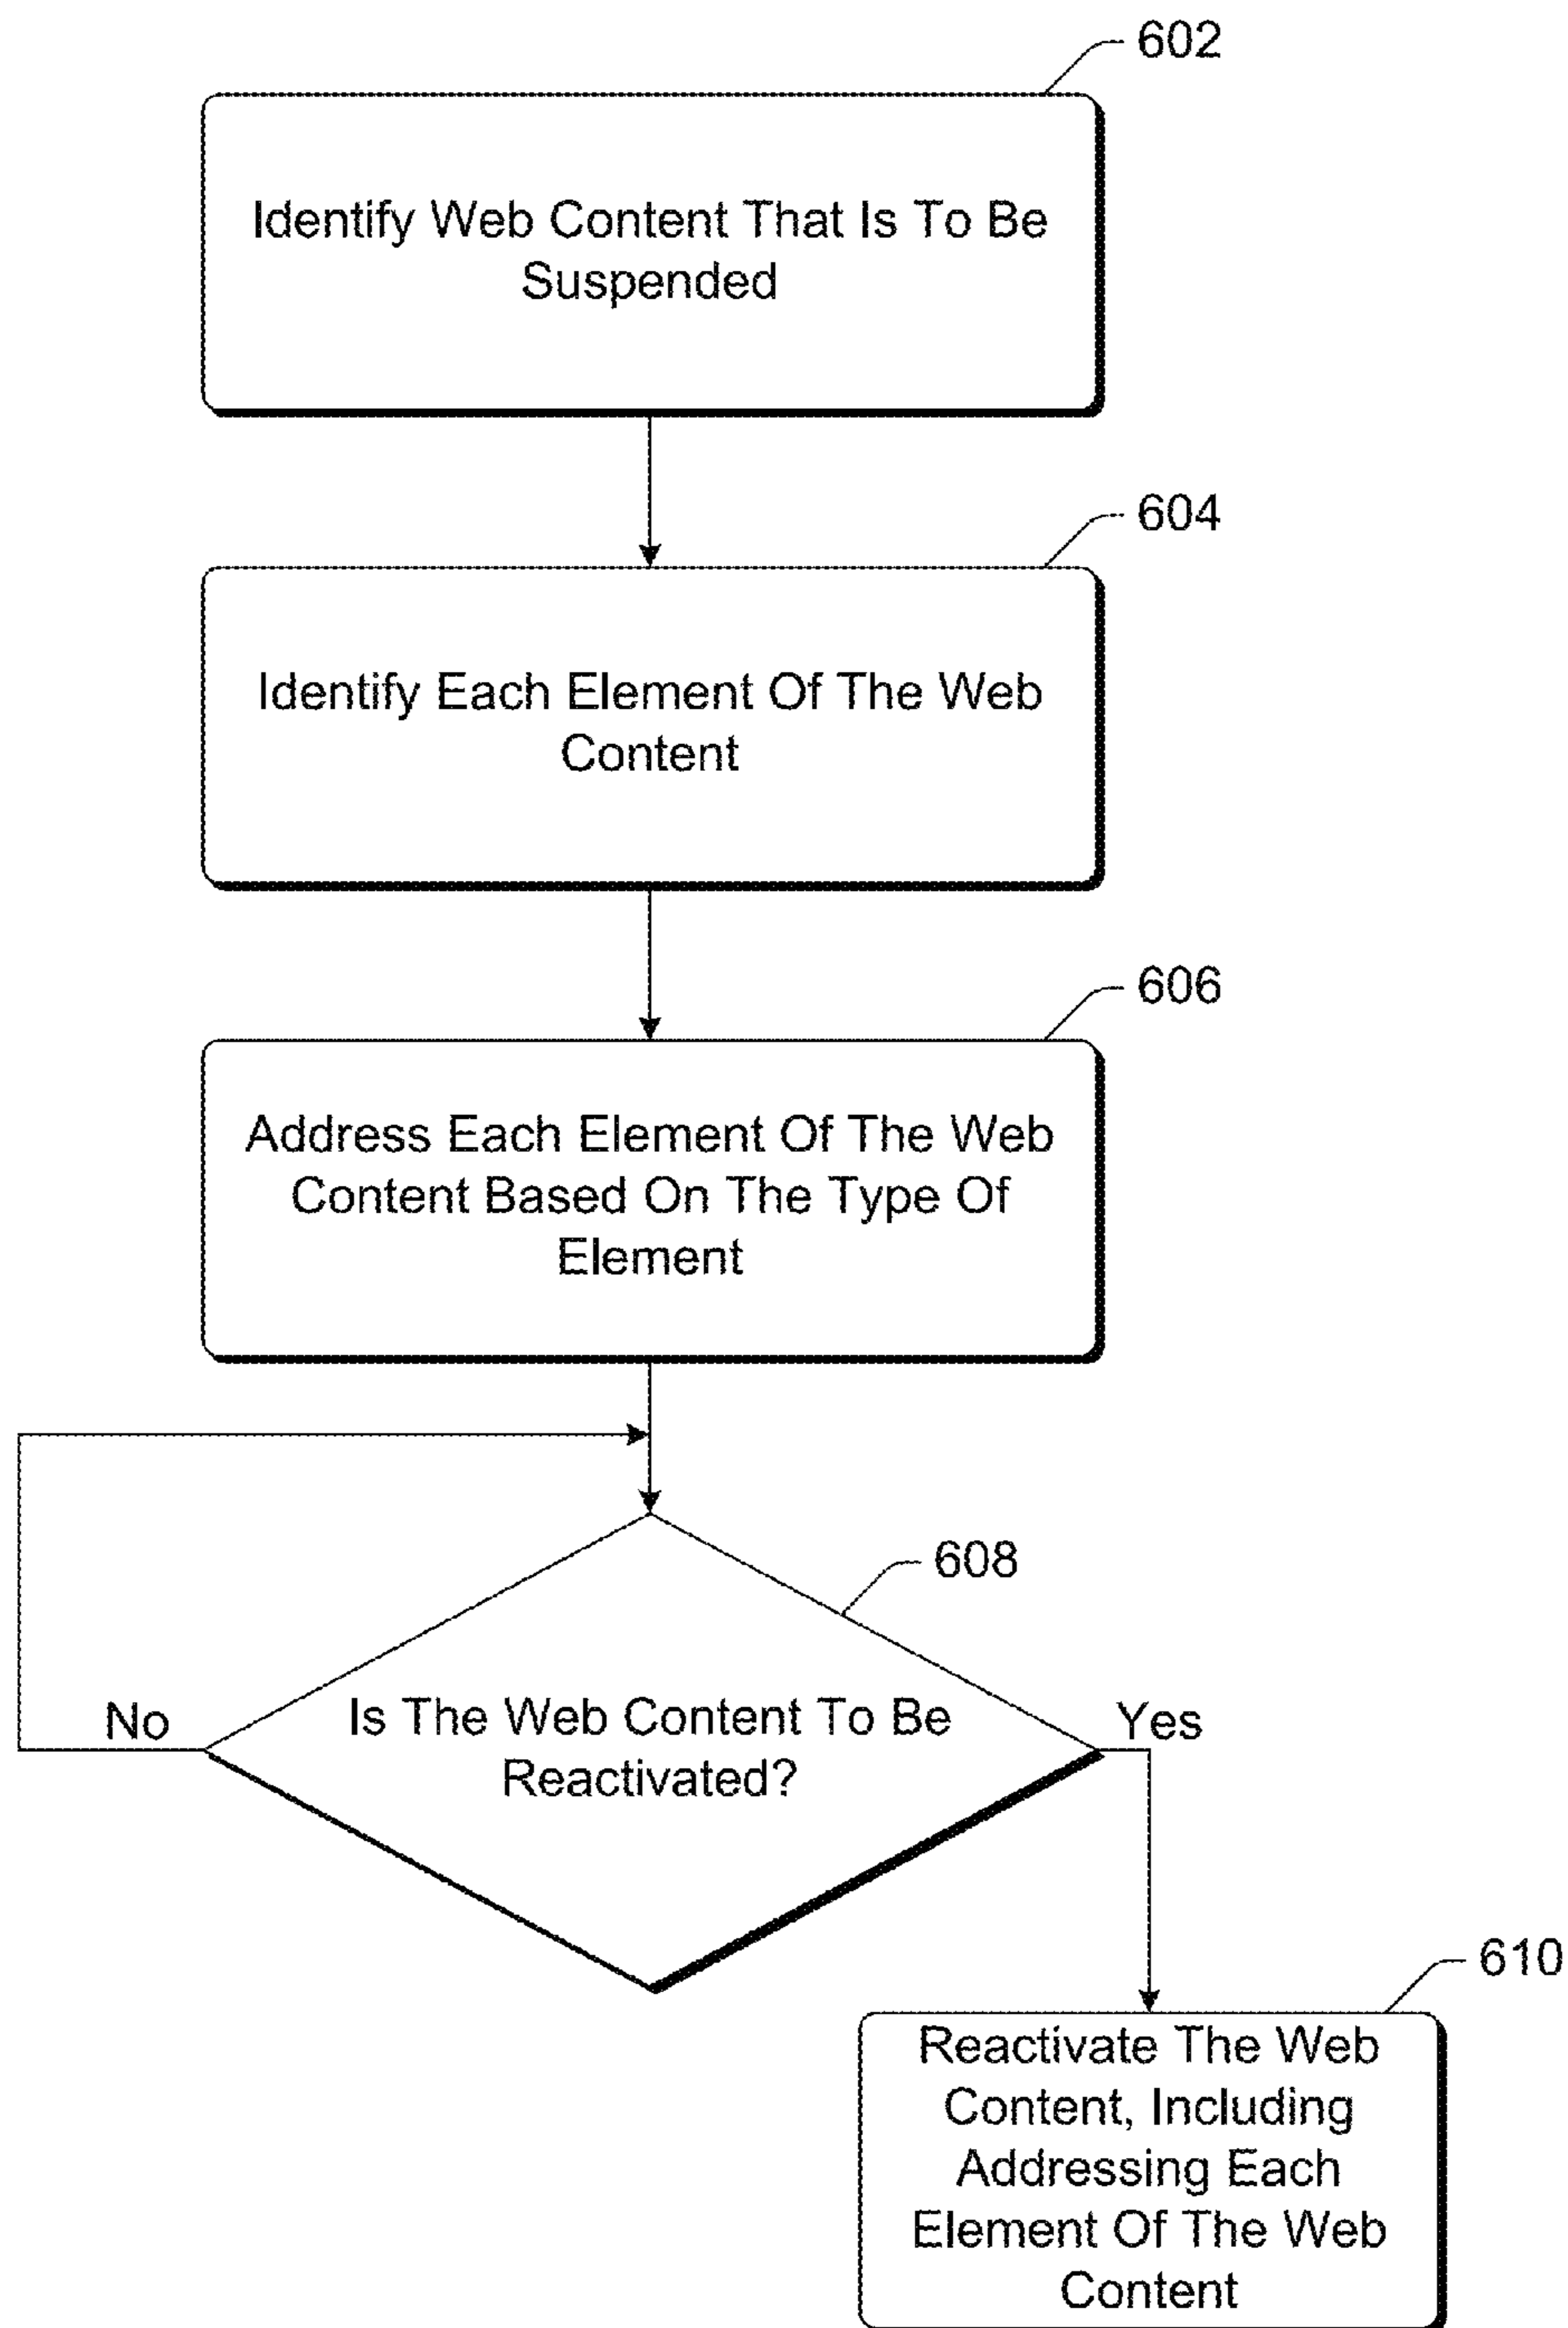 602
Identify Web Content That Is To Be
Suspended
604
Identify Each Element Of The Web
Content
606
Address Each Element Of The Web
Content Based On The Type Of
Element
608
Is The Web Content To Be
Reactivated?
No
Yes
610
Reactivate The Web
Content, Including
Addressing Each
Element Of The Web
Content